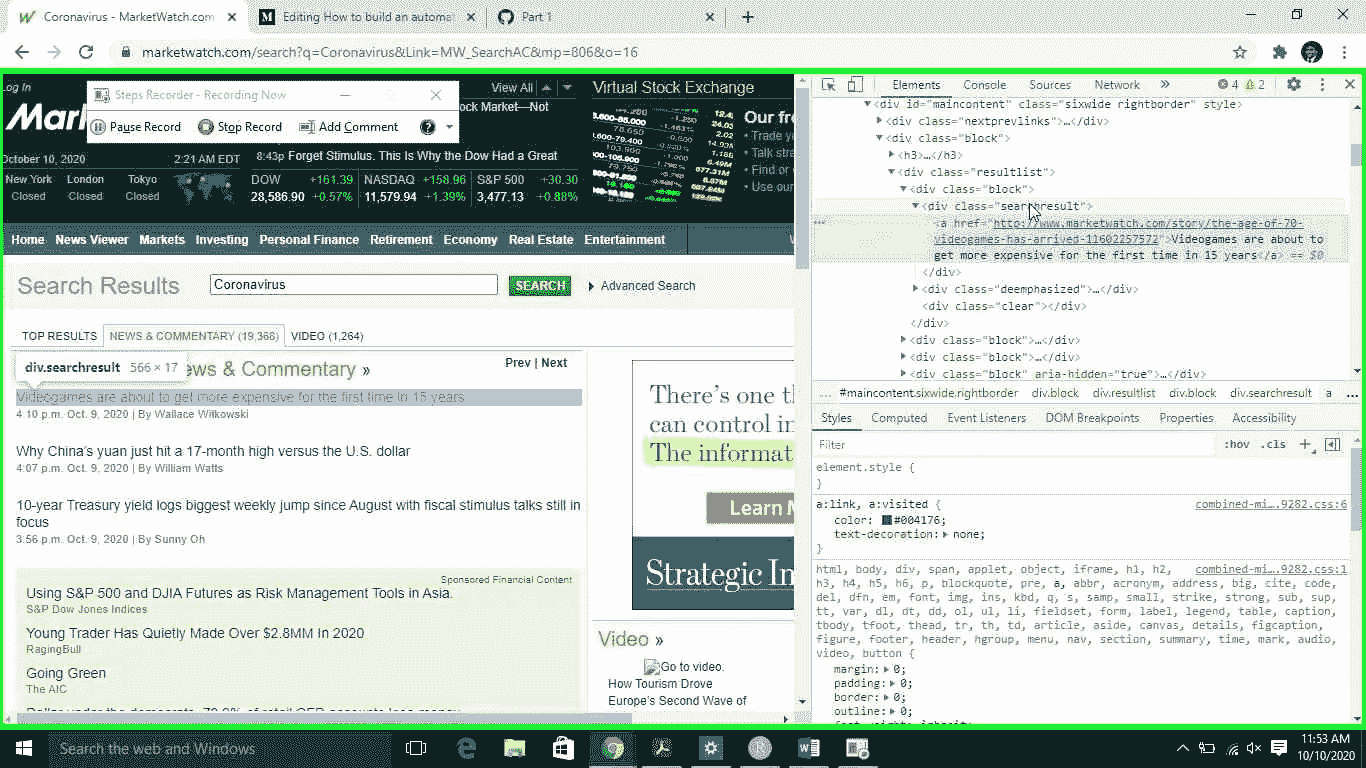 Coronavirus - MarketWatch.com
Editing How to build an automat
Part 1
marketwatch.com/search?q=Coronavirus&Link=MW_SearchAC&mp=806&o=16
Log In
Steps Recorder - Recording Now
Pause Record
Stop Record
Add Comment
View All
ock Market—Not
October 10, 2020
2:21 AM EDT
8:43p Forget Stimulus. This Is Why the Dow Had a Great
New York
Closed
London
Closed
Tokyo
Closed
DOW +161.39
28,586.90 +0.57%
NASDAQ +158.96
11,579.94 +1.39%
S&P 500 +30.30
3,477.13 +0.88%
Virtual Stock Exchange
Our fre
• Trade y
• Talk stra
• Find or
• Use our
Home News Viewer Markets Investing Personal Finance Retirement Economy Real Estate Entertainment
Search Results
Coronavirus
SEARCH
Advanced Search
TOP RESULTS
NEWS & COMMENTARY (19,368)
VIDEO (1,264)
div.searchresult 566 × 17
ews & Commentary »
Prev | Next
Videogames are about to get more expensive for the first time in 15 years
4:10 p.m. Oct. 9, 2020 | By Wallace Witkowski
Why China's yuan just hit a 17-month high versus the U.S. dollar
4:07 p.m. Oct. 9, 2020 | By William Watts
10-year Treasury yield logs biggest weekly jump since August with fiscal stimulus talks still in
focus
3:56 p.m. Oct. 9, 2020 | By Sunny Oh
Sponsored Financial Content
Using S&P 500 and DJIA Futures as Risk Management Tools in Asia.
S&P Dow Jones Indices
Young Trader Has Quietly Made Over $2.8MM In 2020
RagingBull
Going Green
The AIC
There's one th
can control in
The informat
Learn M
Strategic In
Video »
Go to video.
How Tourism Drove
Europe's Second Wave of
Elements Console Sources Network » 4 2
<div id="maincontent" class="sixwide rightborder" style>
<div class="nextprevlinks">…</div>
<div class="block">
<h3>…</h3>
<div class="resultlist">
<div class="block">
<div class="searchresult">
<a href="http://www.marketwatch.com/story/the-age-of-70-
videogames-has-arrived-11602257572">Videogames are about to
get more expensive for the first time in 15 years</a> == $0
</div>
<div class="deemphasized">…</div>
<div class="clear"></div>
</div>
<div class="block">…</div>
<div class="block">…</div>
<div class="block" aria-hidden="true">…</div>
… #maincontent.sixwide.rightborder div.block div.resultlist div.block div.searchresult a …
Styles Computed Event Listeners DOM Breakpoints Properties Accessibility
Filter
:hov .cls +
element.style {
}
a:link, a:visited {
combined-mi….9282.css:6
color: #004176;
text-decoration: none;
}
html, body, div, span, applet, object, iframe, h1, h2,
combined-mi….9282.css:1
h3, h4, h5, h6, p, blockquote, pre, a, abbr, acronym, address, big, cite, code,
del, dfn, em, font, img, ins, kbd, q, s, samp, small, strike, strong, sub, sup,
tt, var, dl, dt, dd, ol, ul, li, fieldset, form, label, legend, table, caption,
tbody, tfoot, thead, tr, th, td, article, aside, canvas, details, figcaption,
figure, footer, header, hgroup, menu, nav, section, summary, time, mark, audio,
video, button {
margin: 0;
padding: 0;
border: 0;
outline: 0;
Search the web and Windows
11:53 AM
10/10/2020